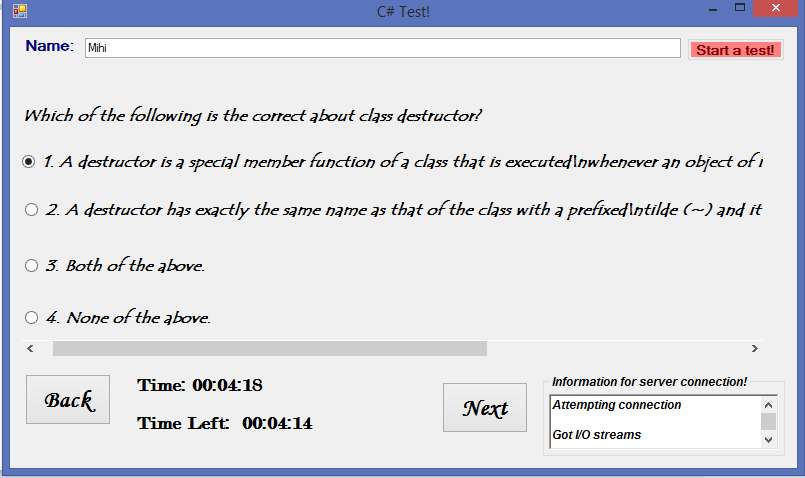 C# Test!
Name: Mihi Start a test!
Which of the following is the correct about class destructor?
1. A destructor is a special member function of a class that is executed\nwhenever an object of i
2. A destructor has exactly the same name as that of the class with a prefixed\ntilde (~) and it
3. Both of the above.
4. None of the above.
Back
Time: 00:04:18
Time Left: 00:04:14
Next
Information for server connection!
Attempting connection
Got I/O streams